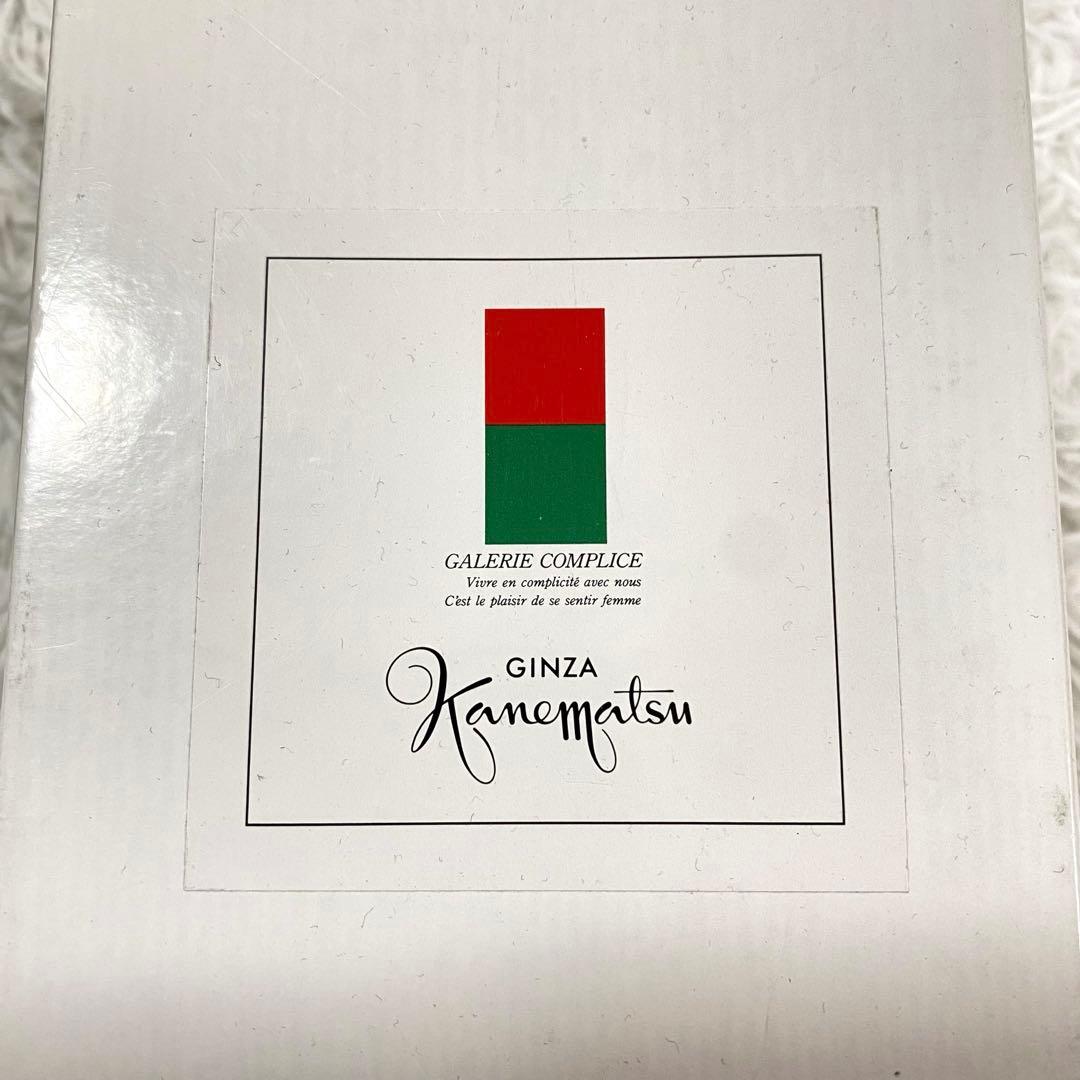 GALERIE COMPLICE
Vivre en complicité avec nous
C'est le plaisir de se sentir femme
GINZA
Kanematsu